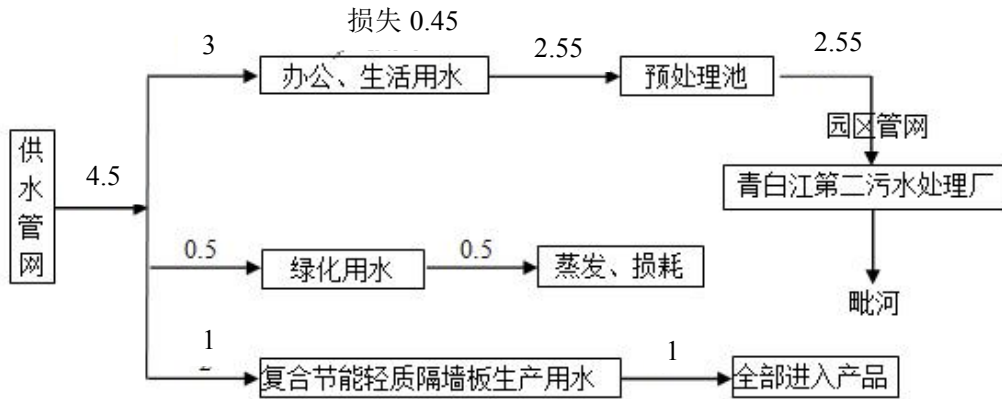 损失 0.45
3
2.55
2.55
办公、生活用水
预处理池
园区管网
供水管网
4.5
青白江第二污水处理厂
0.5
0.5
绿化用水
蒸发、损耗
毗河
1
1
复合节能轻质隔墙板生产用水
全部进入产品